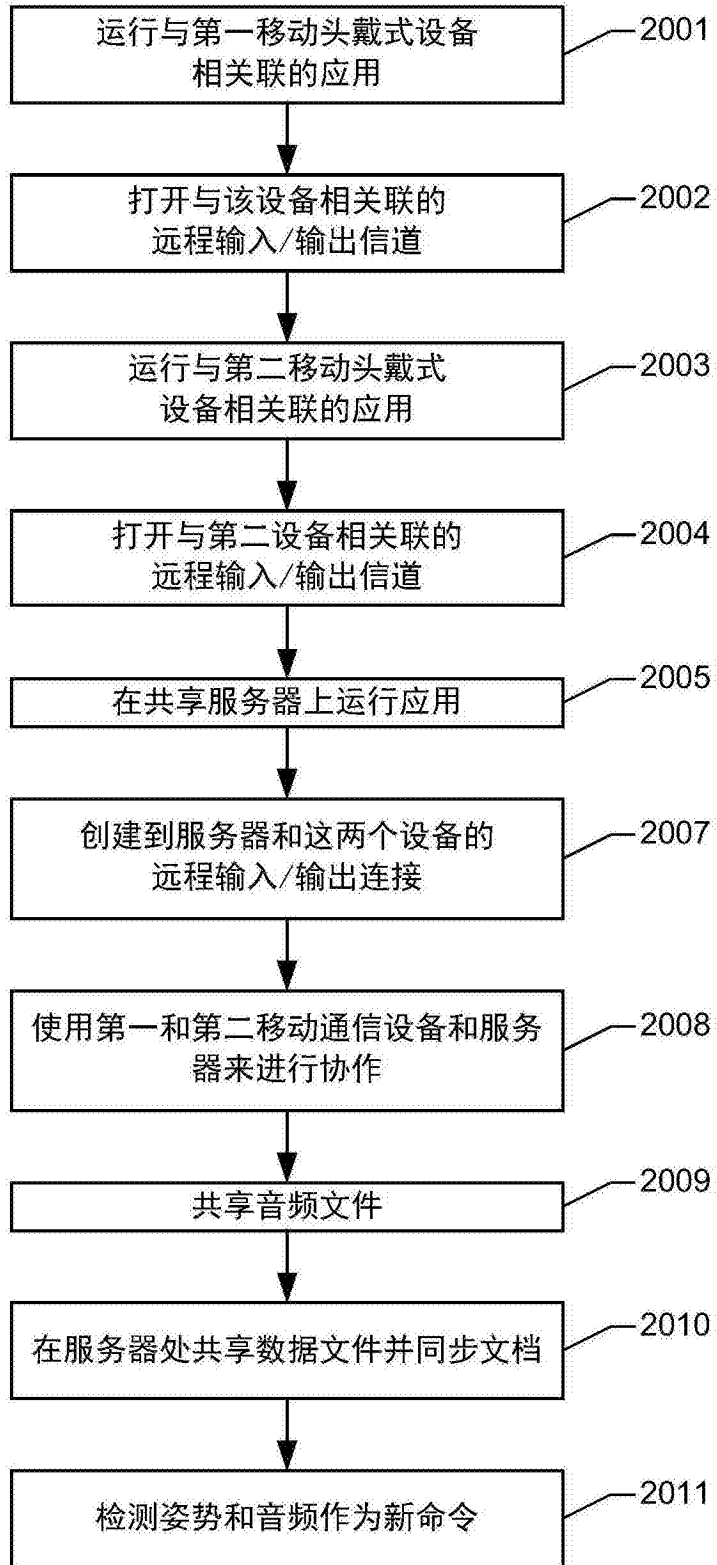 运行与第一移动头戴式设备
相关联的应用
2001
打开与该设备相关联的
远程输入/输出信道
2002
运行与第二移动头戴式
设备相关联的应用
2003
打开与第二设备相关联的
远程输入/输出信道
2004
在共享服务器上运行应用
2005
创建到服务器和这两个设备的
远程输入/输出连接
2007
使用第一和第二移动通信设备和服务
器来进行协作
2008
共享音频文件
2009
在服务器处共享数据文件并同步文档
2010
检测姿势和音频作为新命令
2011